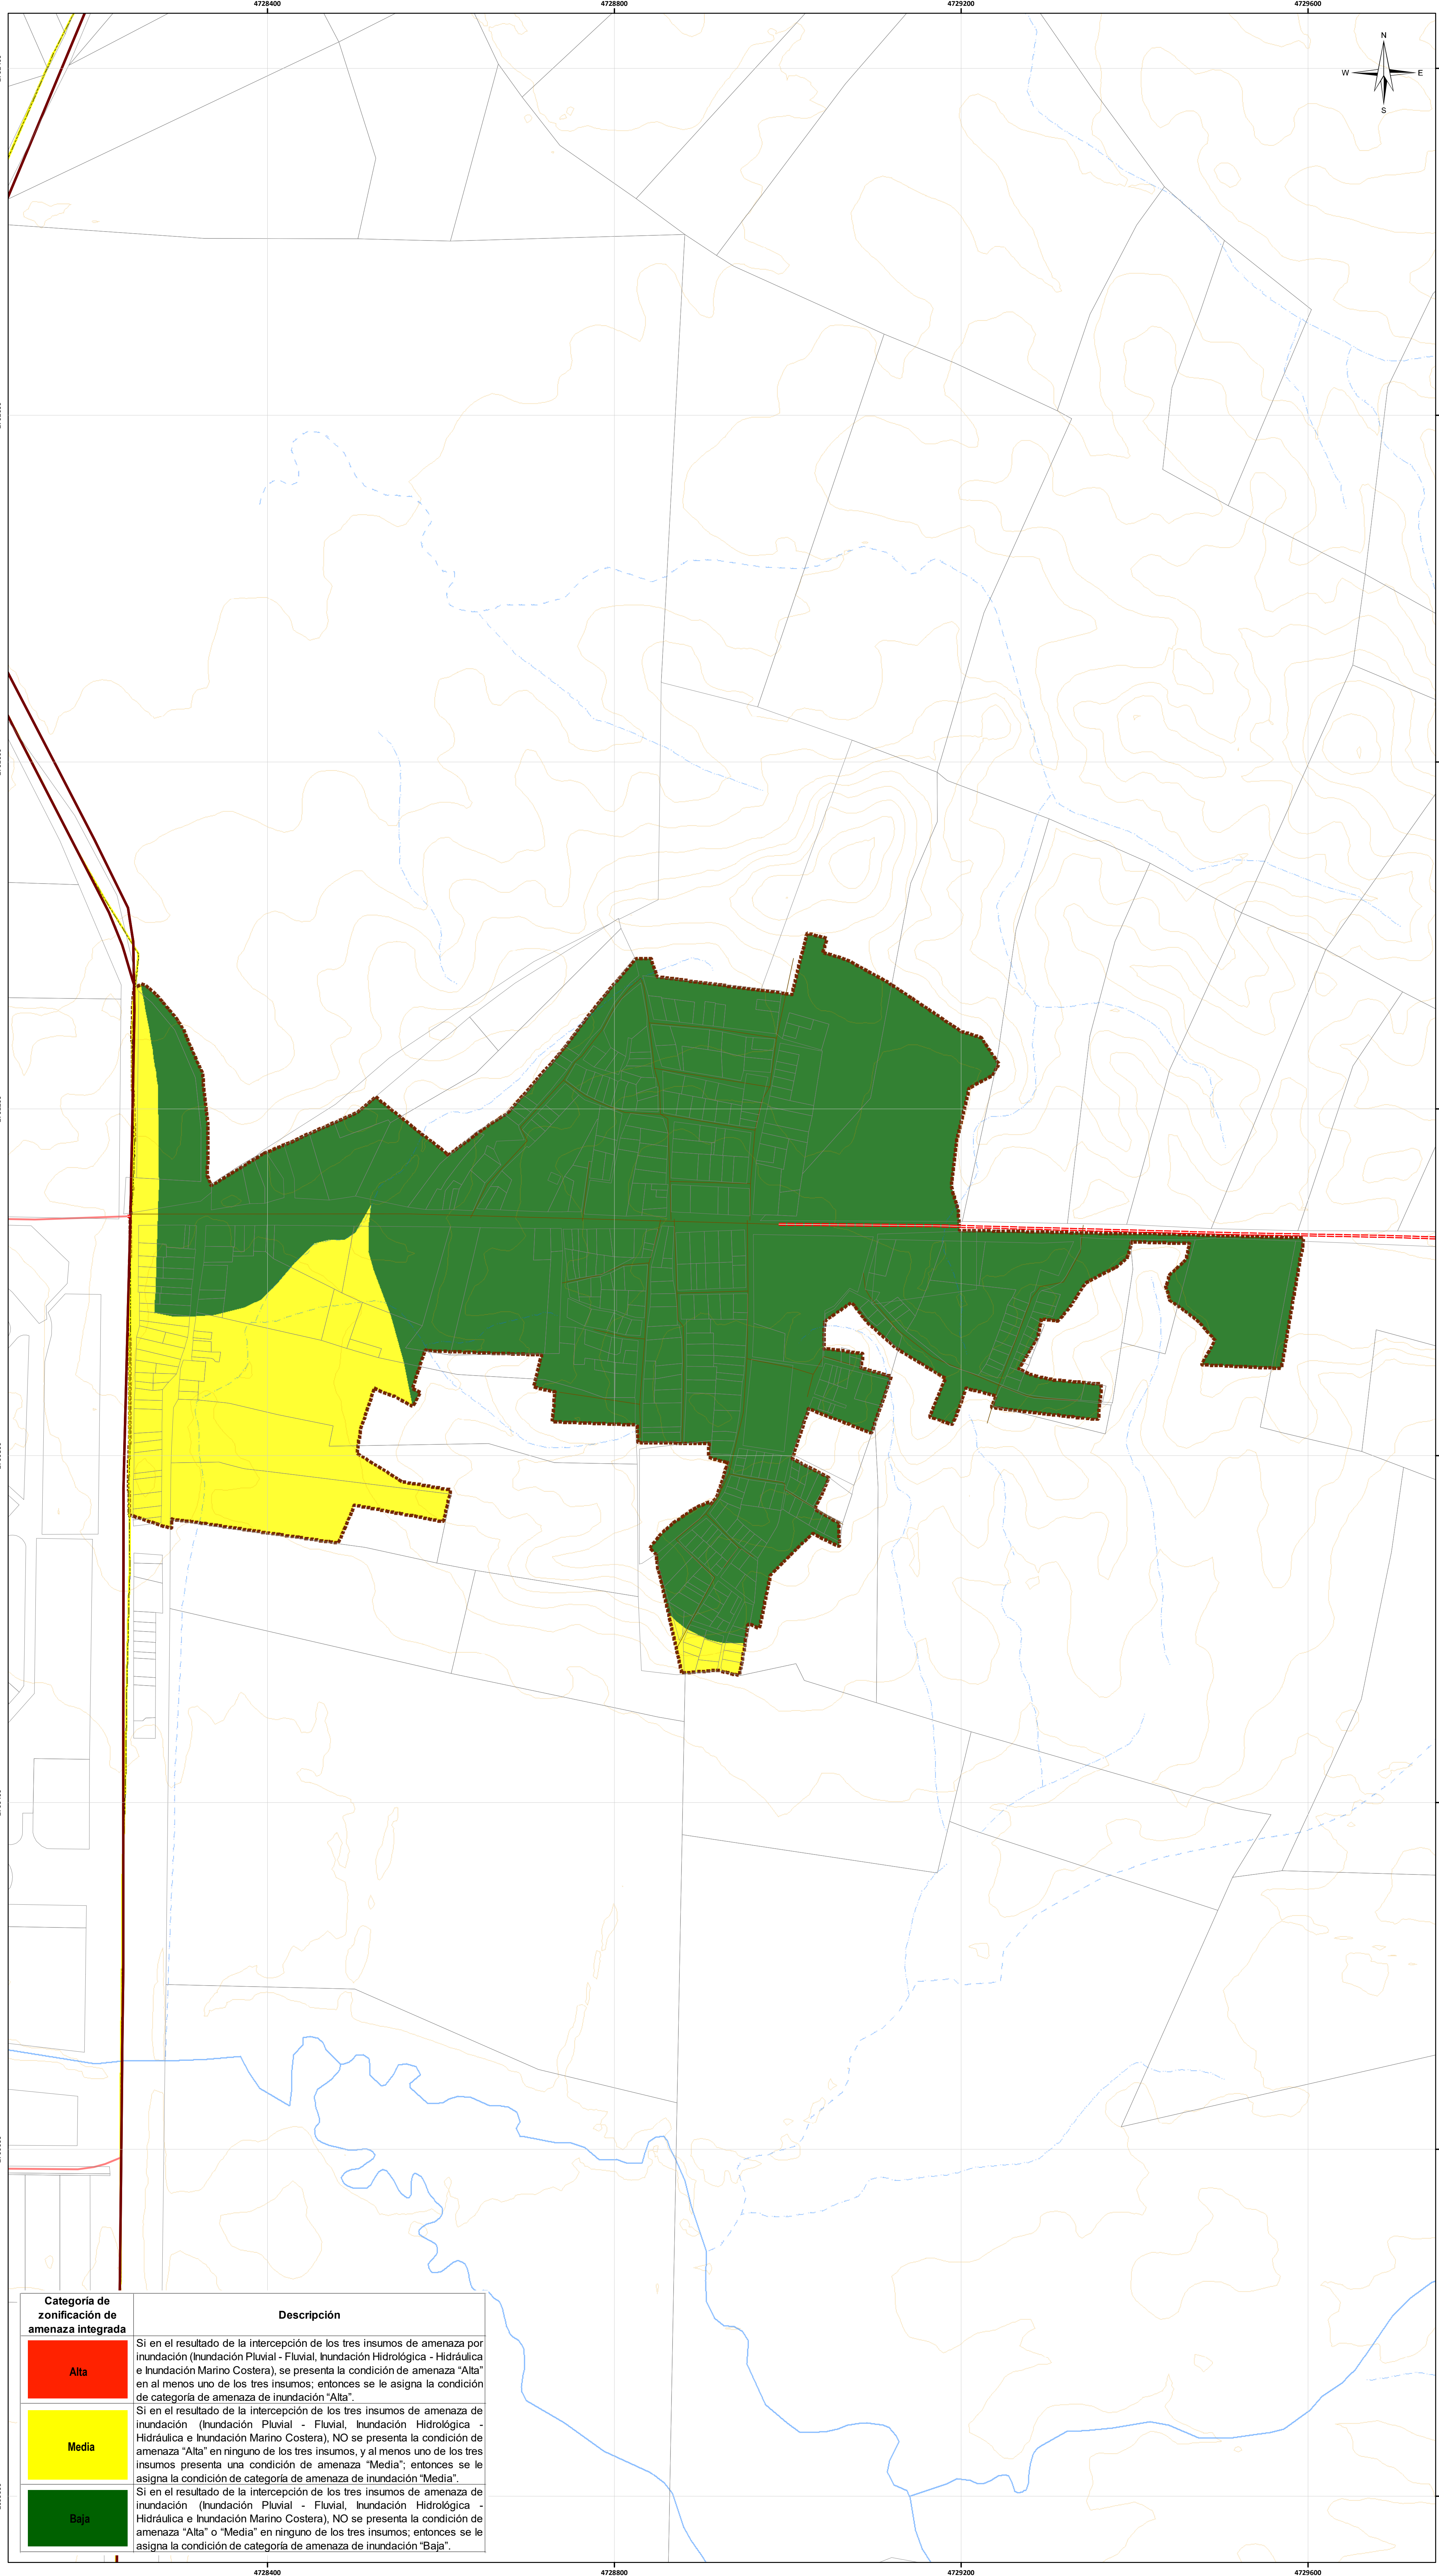 4728400 4728800 4729200 4729600
N
W E
S
Categoría de
zonificación de
amenaza integrada
Descripción
Alta
Si en el resultado de la intercepción de los tres insumos de amenaza por
inundación (Inundación Pluvial - Fluvial, Inundación Hidrológica - Hidráulica
e Inundación Marino Costera), se presenta la condición de amenaza “Alta”
en al menos uno de los tres insumos; entonces se le asigna la condición
de categoría de amenaza de inundación “Alta”.
Media
Si en el resultado de la intercepción de los tres insumos de amenaza de
inundación (Inundación Pluvial - Fluvial, Inundación Hidrológica -
Hidráulica e Inundación Marino Costera), NO se presenta la condición de
amenaza “Alta” en ninguno de los tres insumos, y al menos uno de los tres
insumos presenta una condición de amenaza “Media”; entonces se le
asigna la condición de categoría de amenaza de inundación “Media”.
Baja
Si en el resultado de la intercepción de los tres insumos de amenaza de
inundación (Inundación Pluvial - Fluvial, Inundación Hidrológica -
Hidráulica e Inundación Marino Costera), NO se presenta la condición de
amenaza “Alta” o “Media” en ninguno de los tres insumos; entonces se le
asigna la condición de categoría de amenaza de inundación “Baja”.
4728400 4728800 4729200 4729600